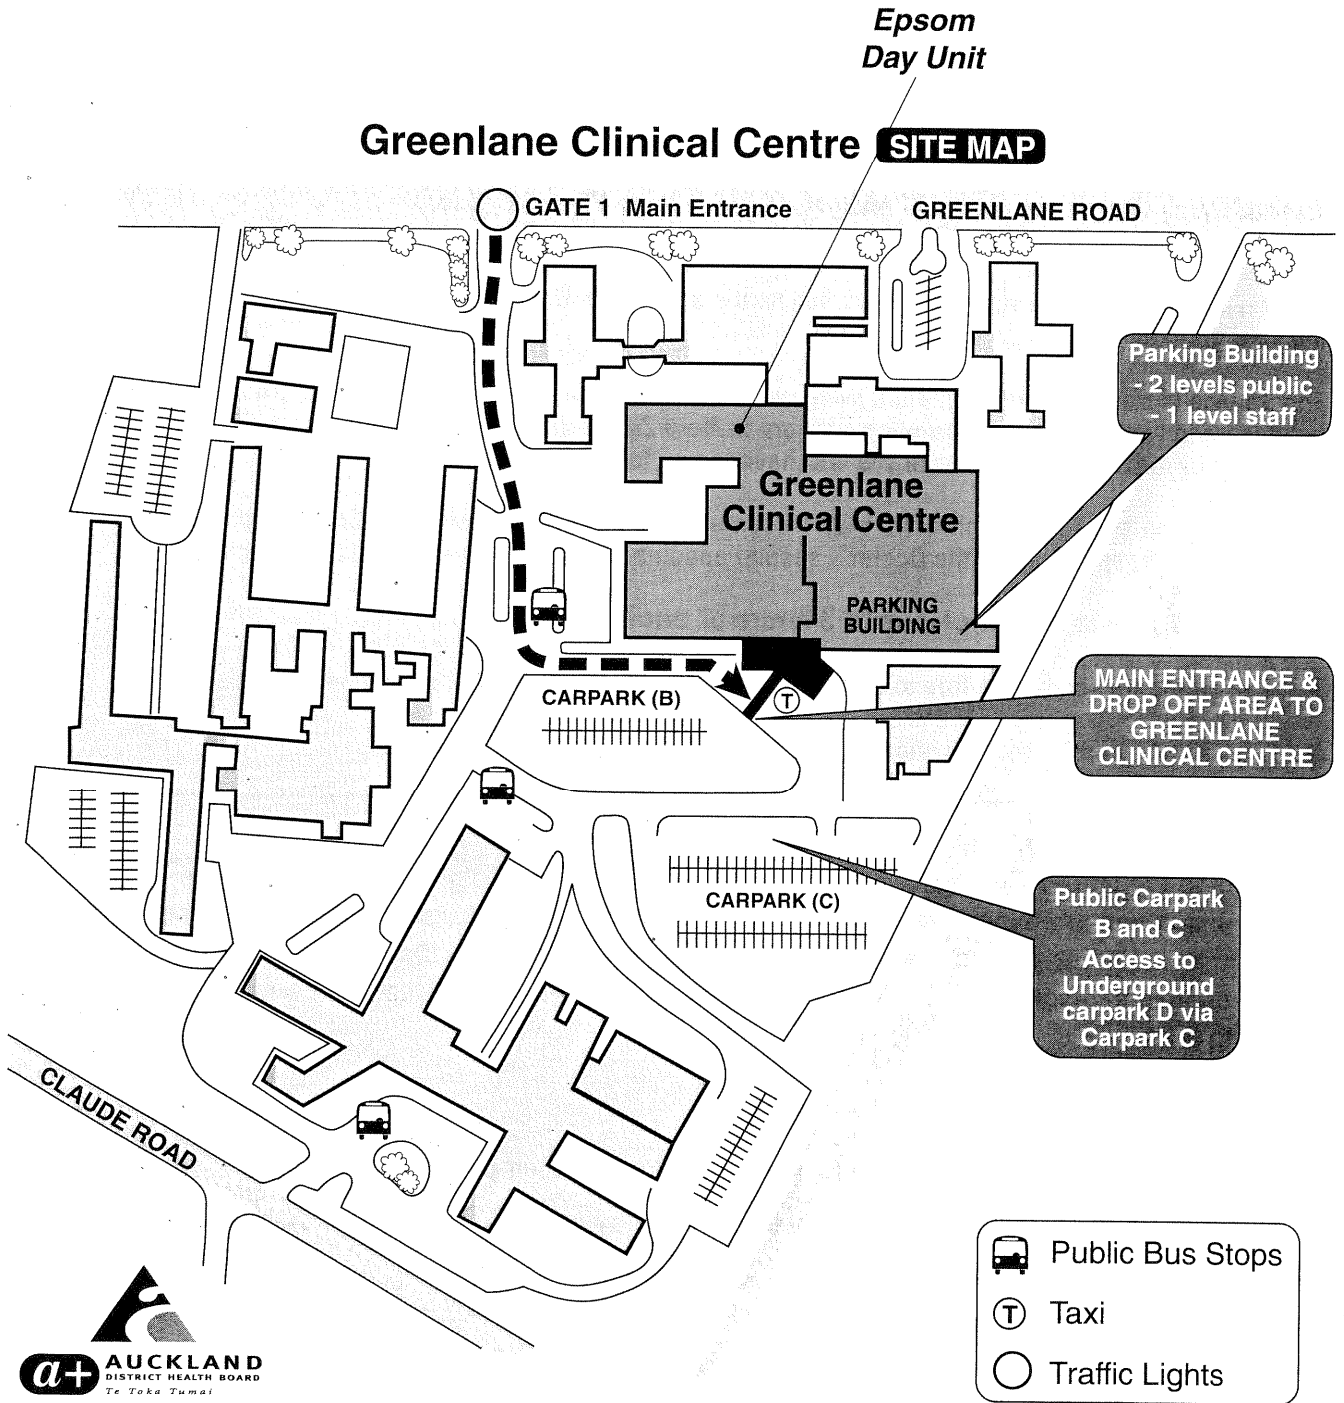 Epsom
Day Unit
Greenlane Clinical Centre SITE MAP
GATE 1 Main Entrance
GREENLANE ROAD
Parking Building
- 2 levels public
- 1 level staff
Greenlane
Clinical Centre
PARKING
BUILDING
MAIN ENTRANCE &
DROP OFF AREA TO
GREENLANE
CLINICAL CENTRE
CARPARK (B)
T
CARPARK (C)
Public Carpark
B and C
Access to
Underground
carpark D via
Carpark C
CLAUDE ROAD
Public Bus Stops
T Taxi
Traffic Lights
a+ AUCKLAND
DISTRICT HEALTH BOARD
Te Toka Tumai